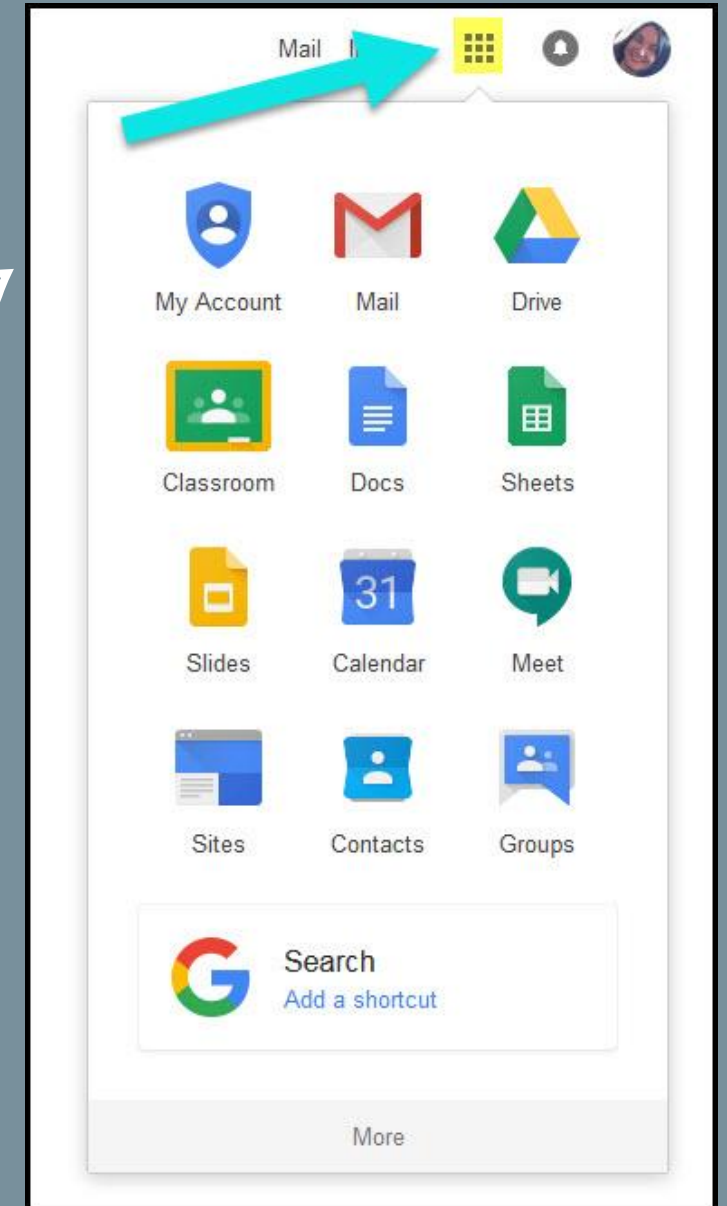 Mail
My Account Mail Drive
Classroom Docs Sheets
Slides 31 Calendar Meet
Sites Contacts Groups
Search
Add a shortcut
More